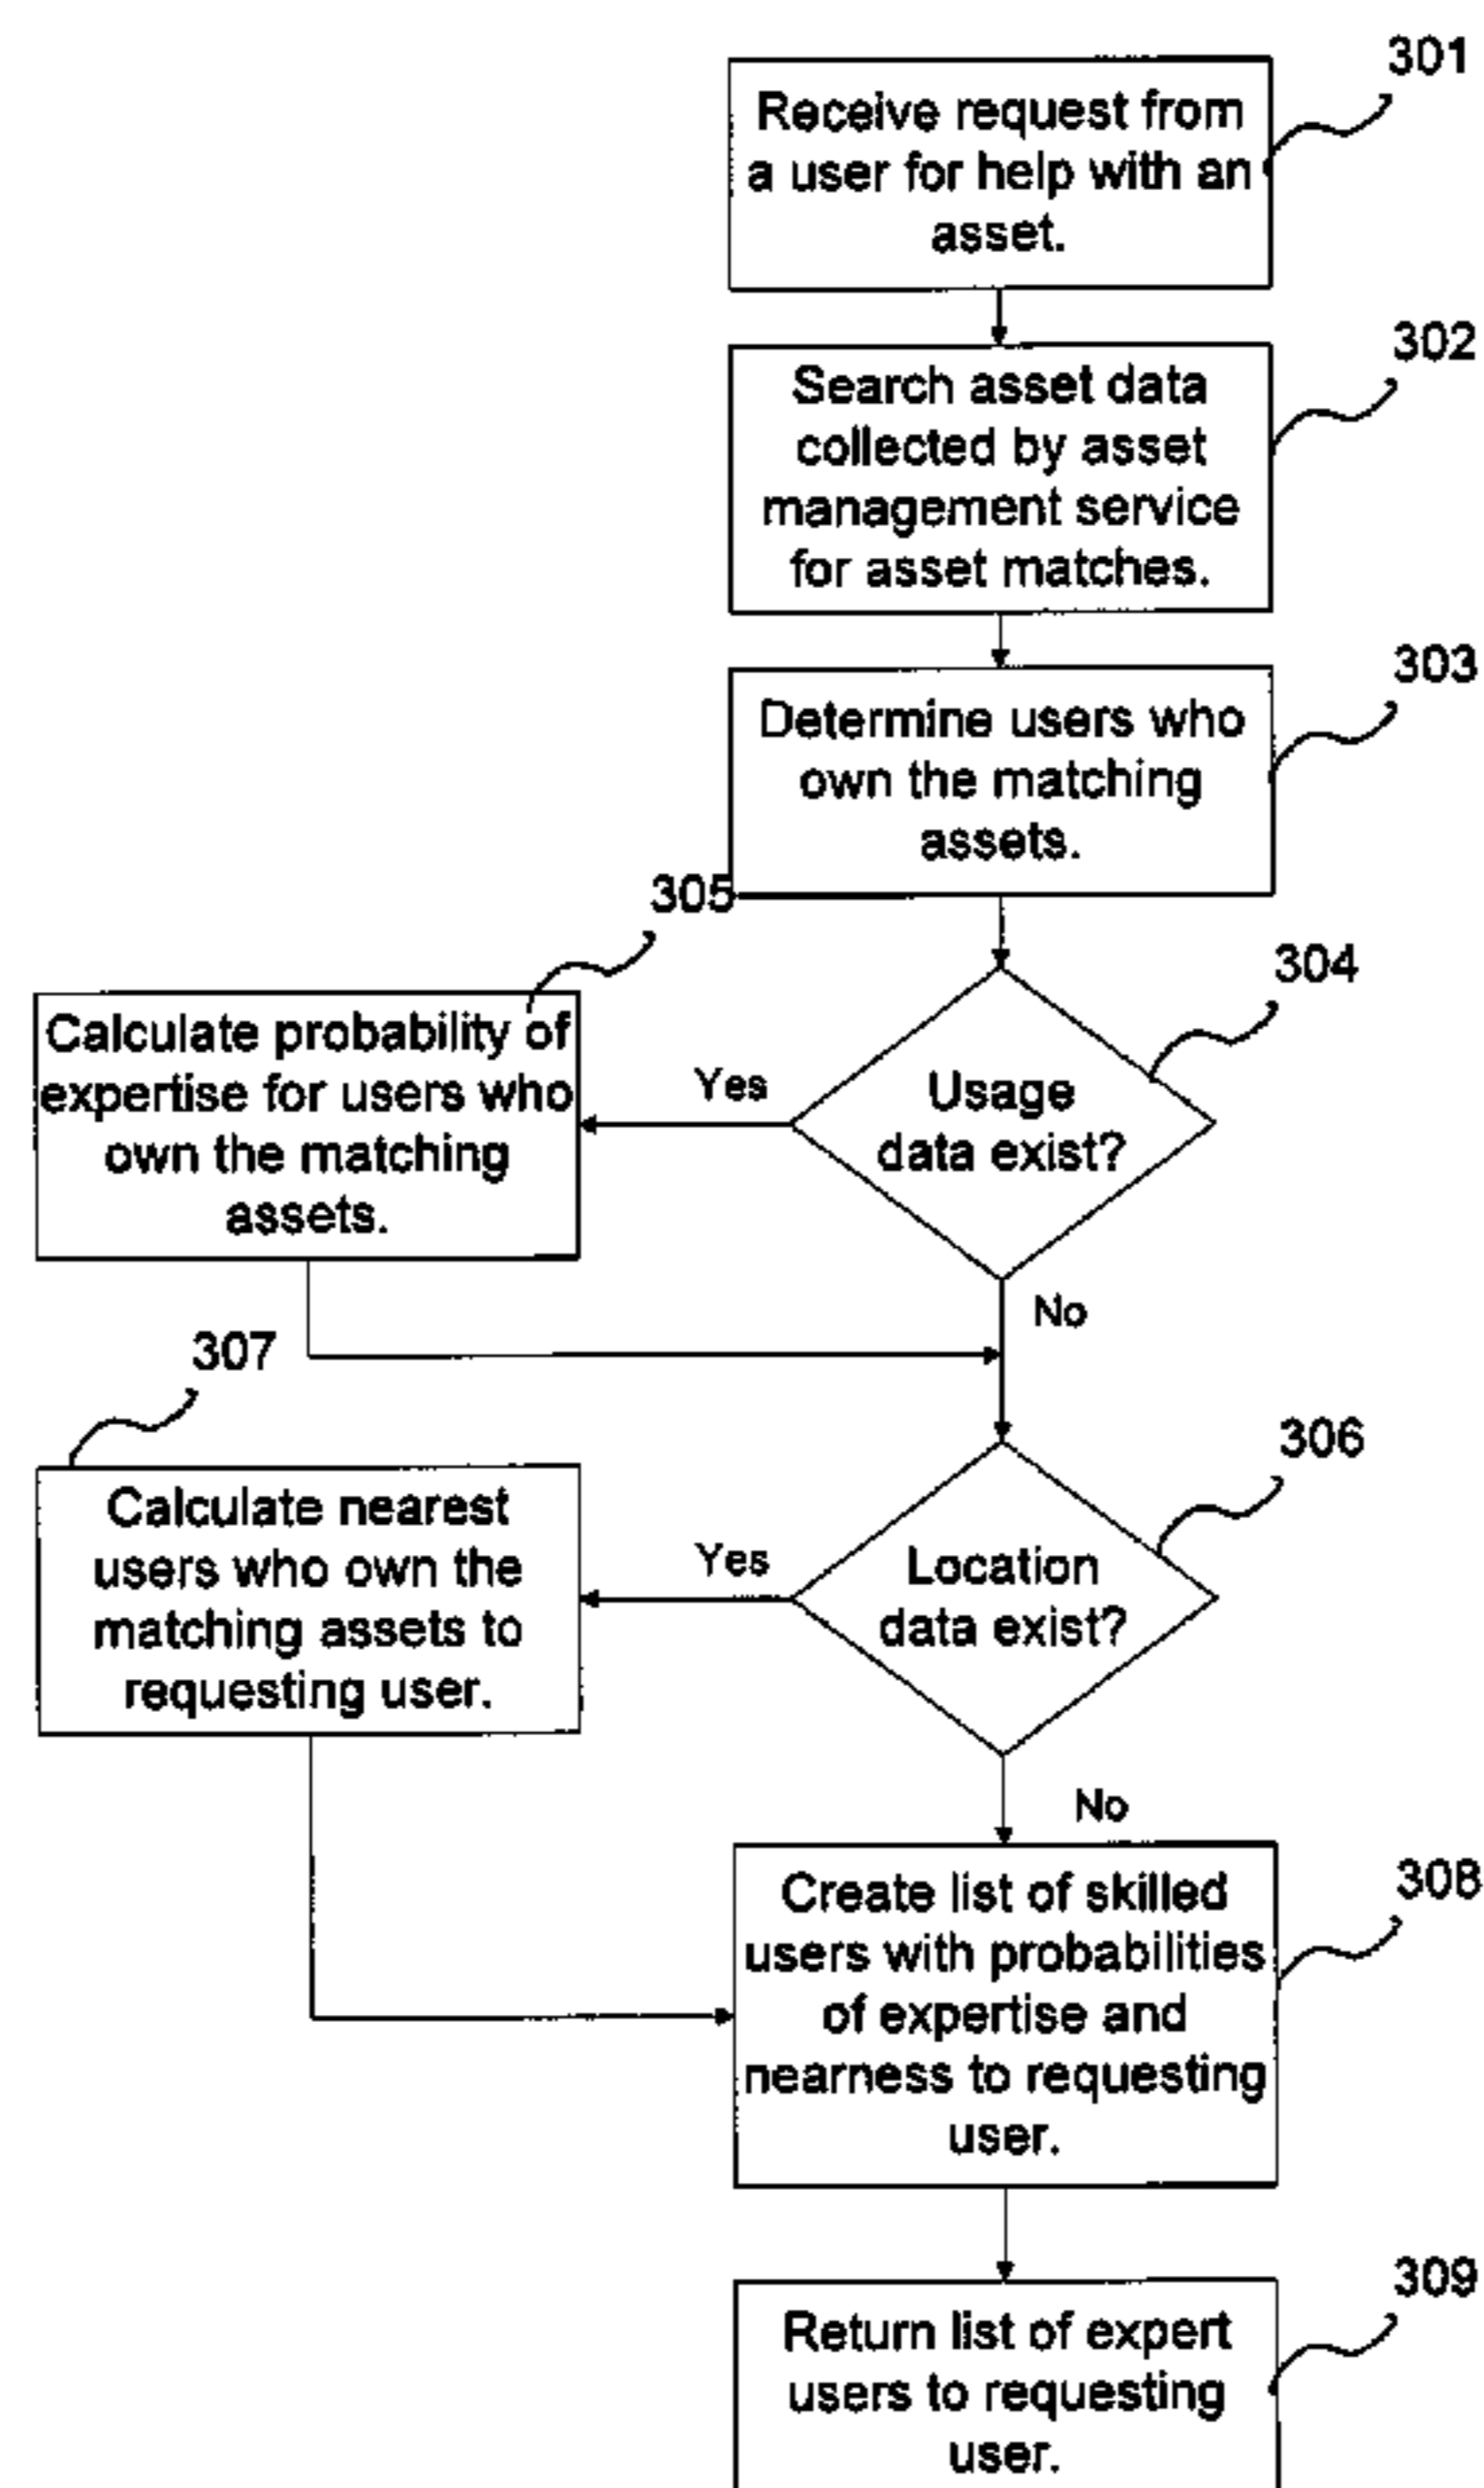 301
Receive request from
a user for help with an
asset.
302
Search asset data
collected by asset
management service
for asset matches.
303
Determine users who
own the matching
assets.
305
304
Calculate probability of
expertise for users who
own the matching
assets.
Yes
Usage
data exist?
No
307
306
Calculate nearest
users who own the
matching assets to
requesting user.
Yes
Location
data exist?
No
308
Create list of skilled
users with probabilities
of expertise and
nearness to requesting
user.
309
Return list of expert
users to requesting
user.